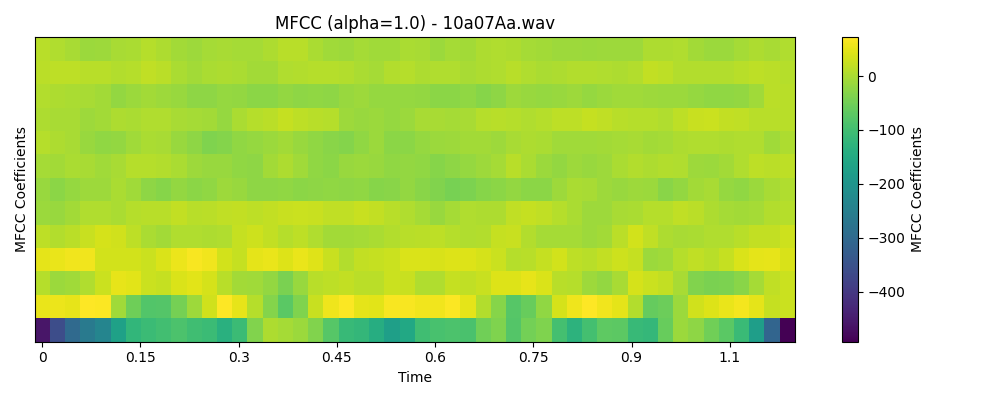 MFCC (alpha=1.0) - 10a07Aa.wav
MFCC Coefficients
0 0.15 0.3 0.45 0.6 0.75 0.9 1.1
Time
0
−100
−200
−300
−400
MFCC Coefficients